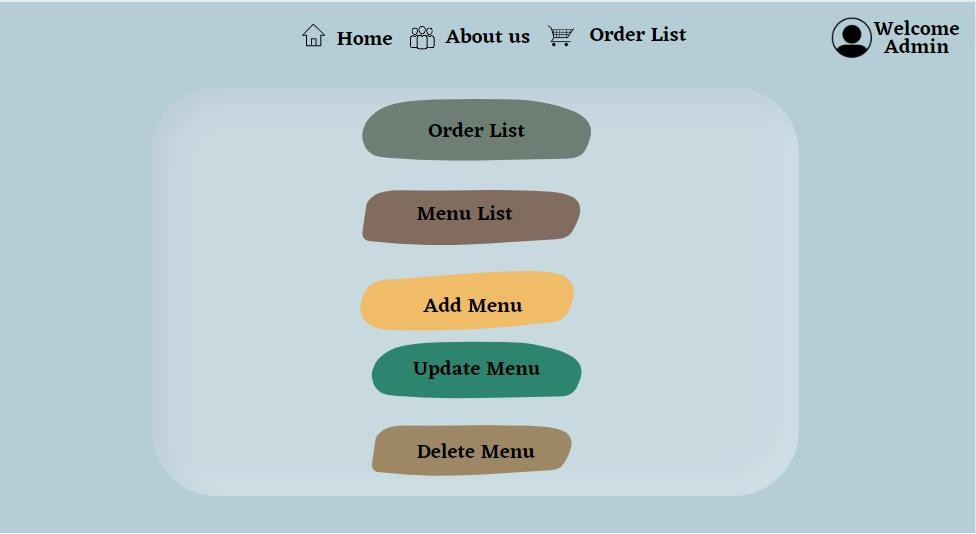 Home
About us
Order List
Welcome
Admin
Order List
Menu List
Add Menu
Update Menu
Delete Menu